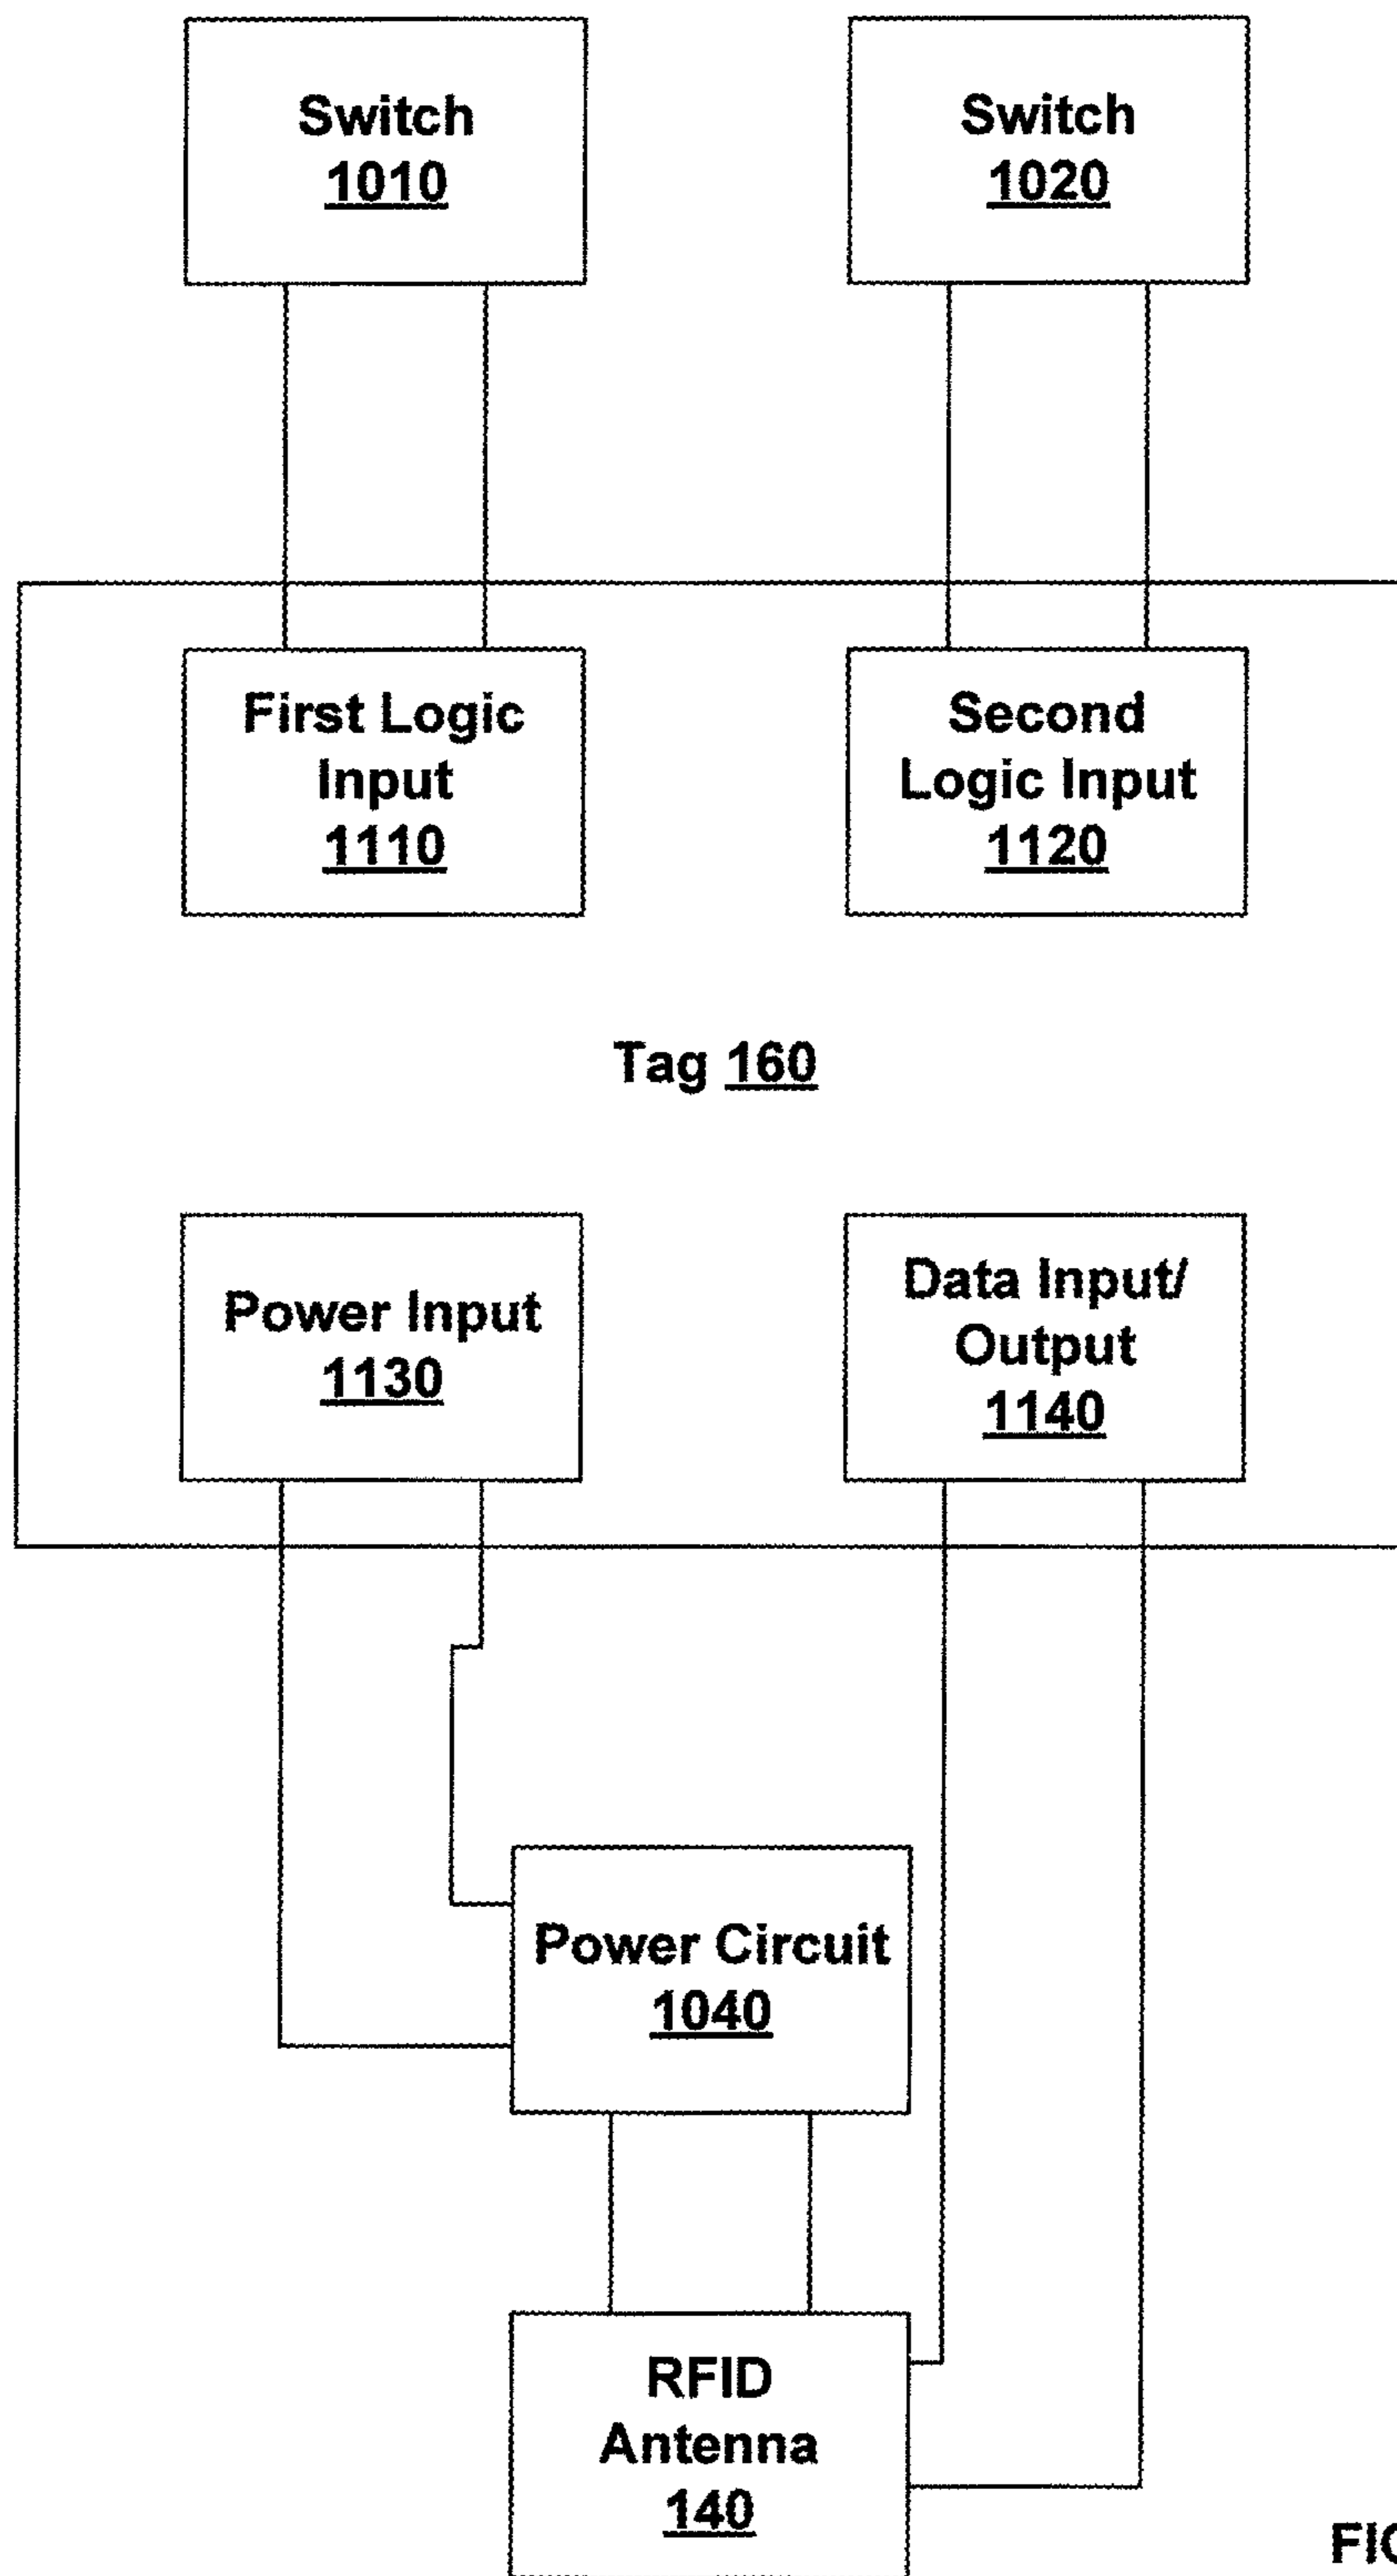 Switch
1010
Switch
1020
First Logic
Input
1110
Second
Logic Input
1120
Tag 160
Power Input
1130
Data Input/
Output
1140
Power Circuit
1040
RFID
Antenna
140